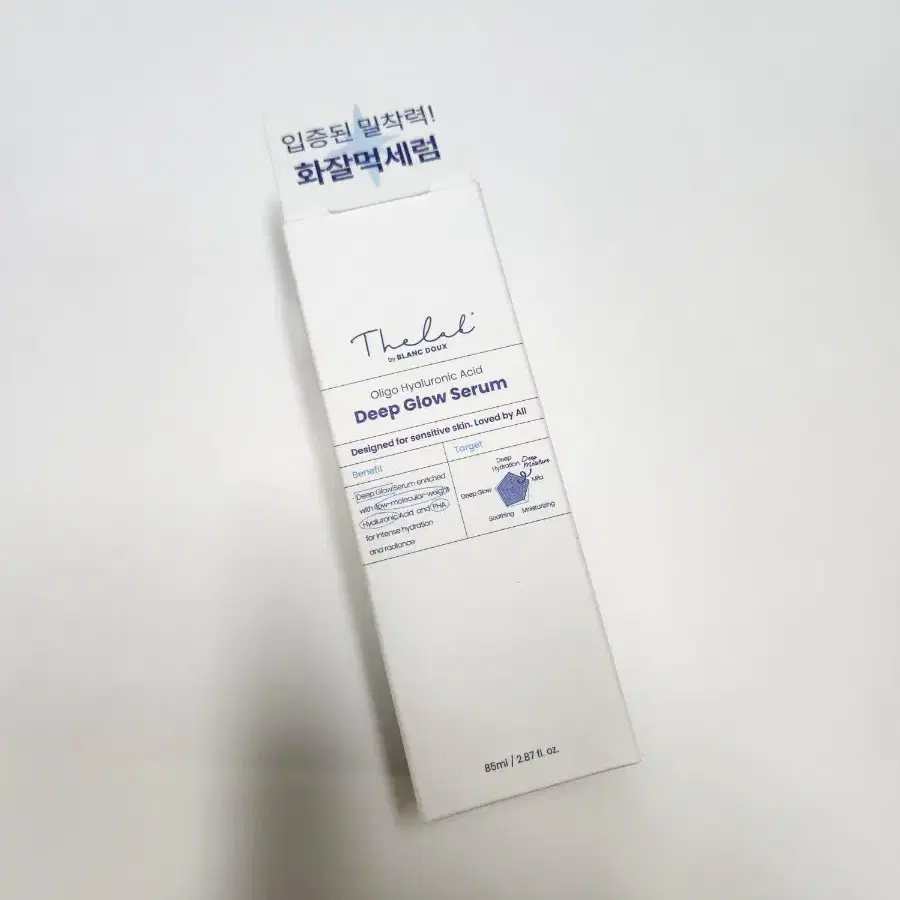 입증된 밀착력!
화잘먹세럼
Thelab
by BLANC DOUX
Oligo Hyaluronic Acid
Deep Glow Serum
Designed for sensitive skin. Loved by All
Benefit
Deep Glow Serum enriched
with low-molecular-weight
Hyaluronic Acid and PHA
for intense hydration
and radiance
Target
Deep
Hydration
Deep
Moisture
Mild
Deep Glow
Soothing
Moisturizing
85ml / 2.87 fl. oz.